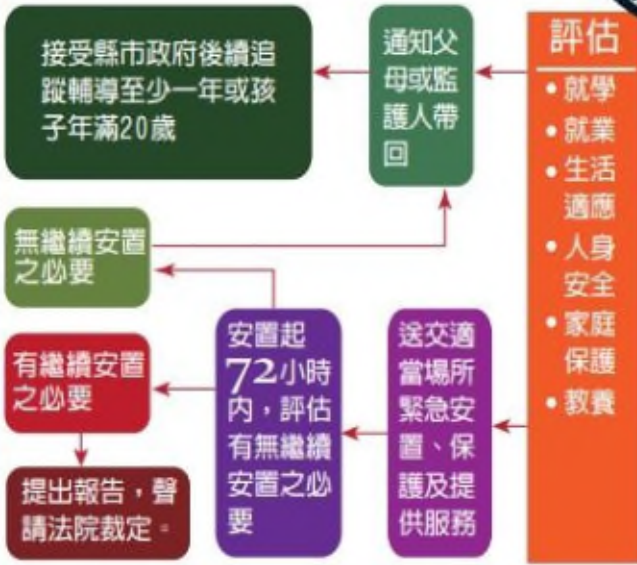 評估
• 就學
• 就業
• 生活
適應
• 人身
安全
• 家庭
保護
• 教養
通知父
母或監
護人帶
回
接受縣市政府後續追
蹤輔導至少一年或孩
子年滿20歲
送交適
當場所
緊急安
置、保
護及提
供服務
安置起
72小時
內，評估
有無繼續
安置之必
要
無繼續安置
之必要
有繼續安置
之必要
提出報告，聲
請法院裁定。